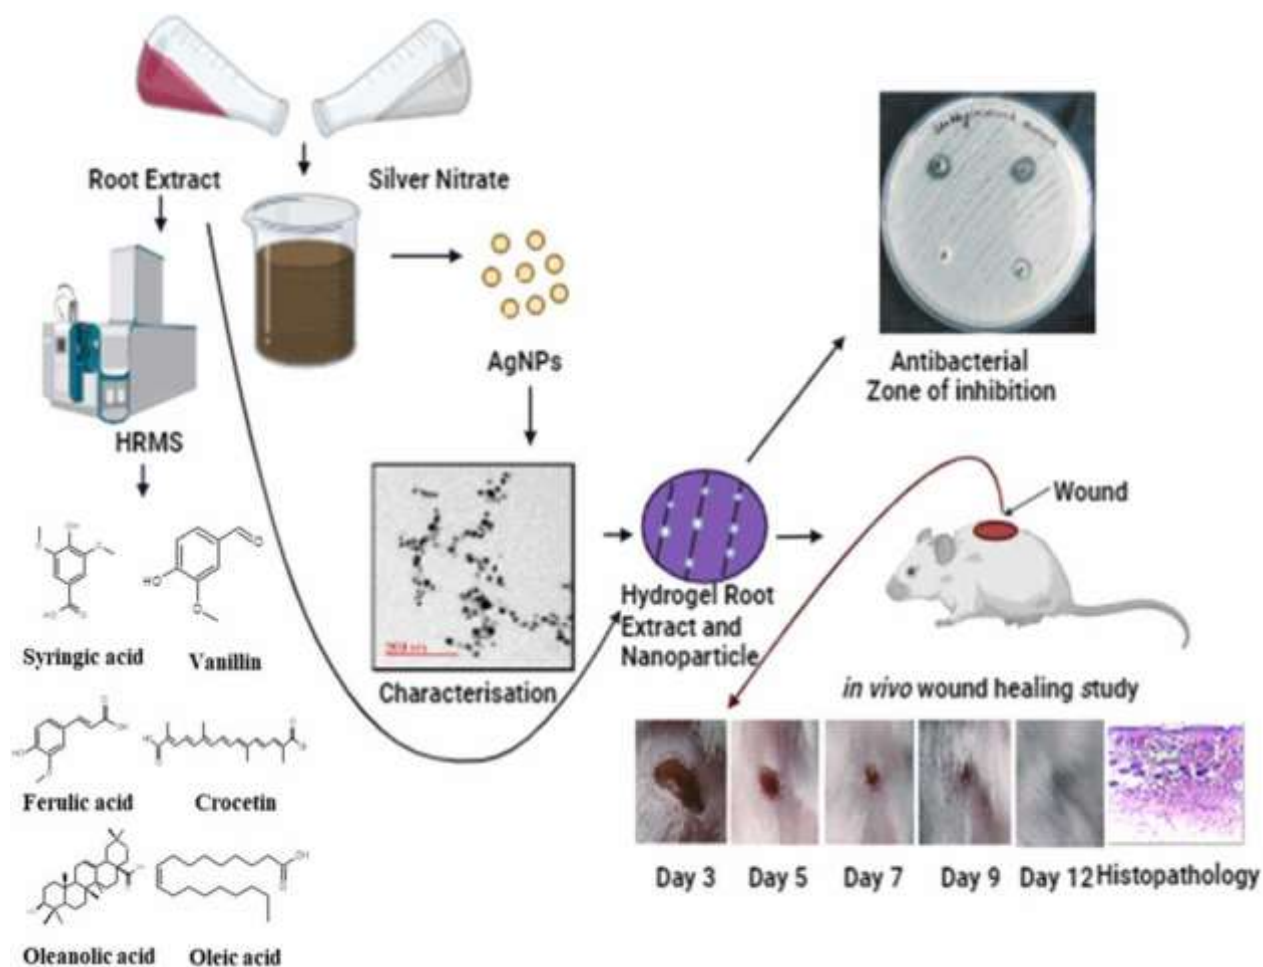 Root Extract
Silver Nitrate
HRMS
AgNPs
Characterisation
Syringic acid
Vanillin
Ferulic acid
Crocetin
Oleanolic acid
Oleic acid
Hydrogel Root
Extract and
Nanoparticle
Antibacterial
Zone of inhibition
Wound
in vivo wound healing study
Day 3
Day 5
Day 7
Day 9
Day 12
Histopathology